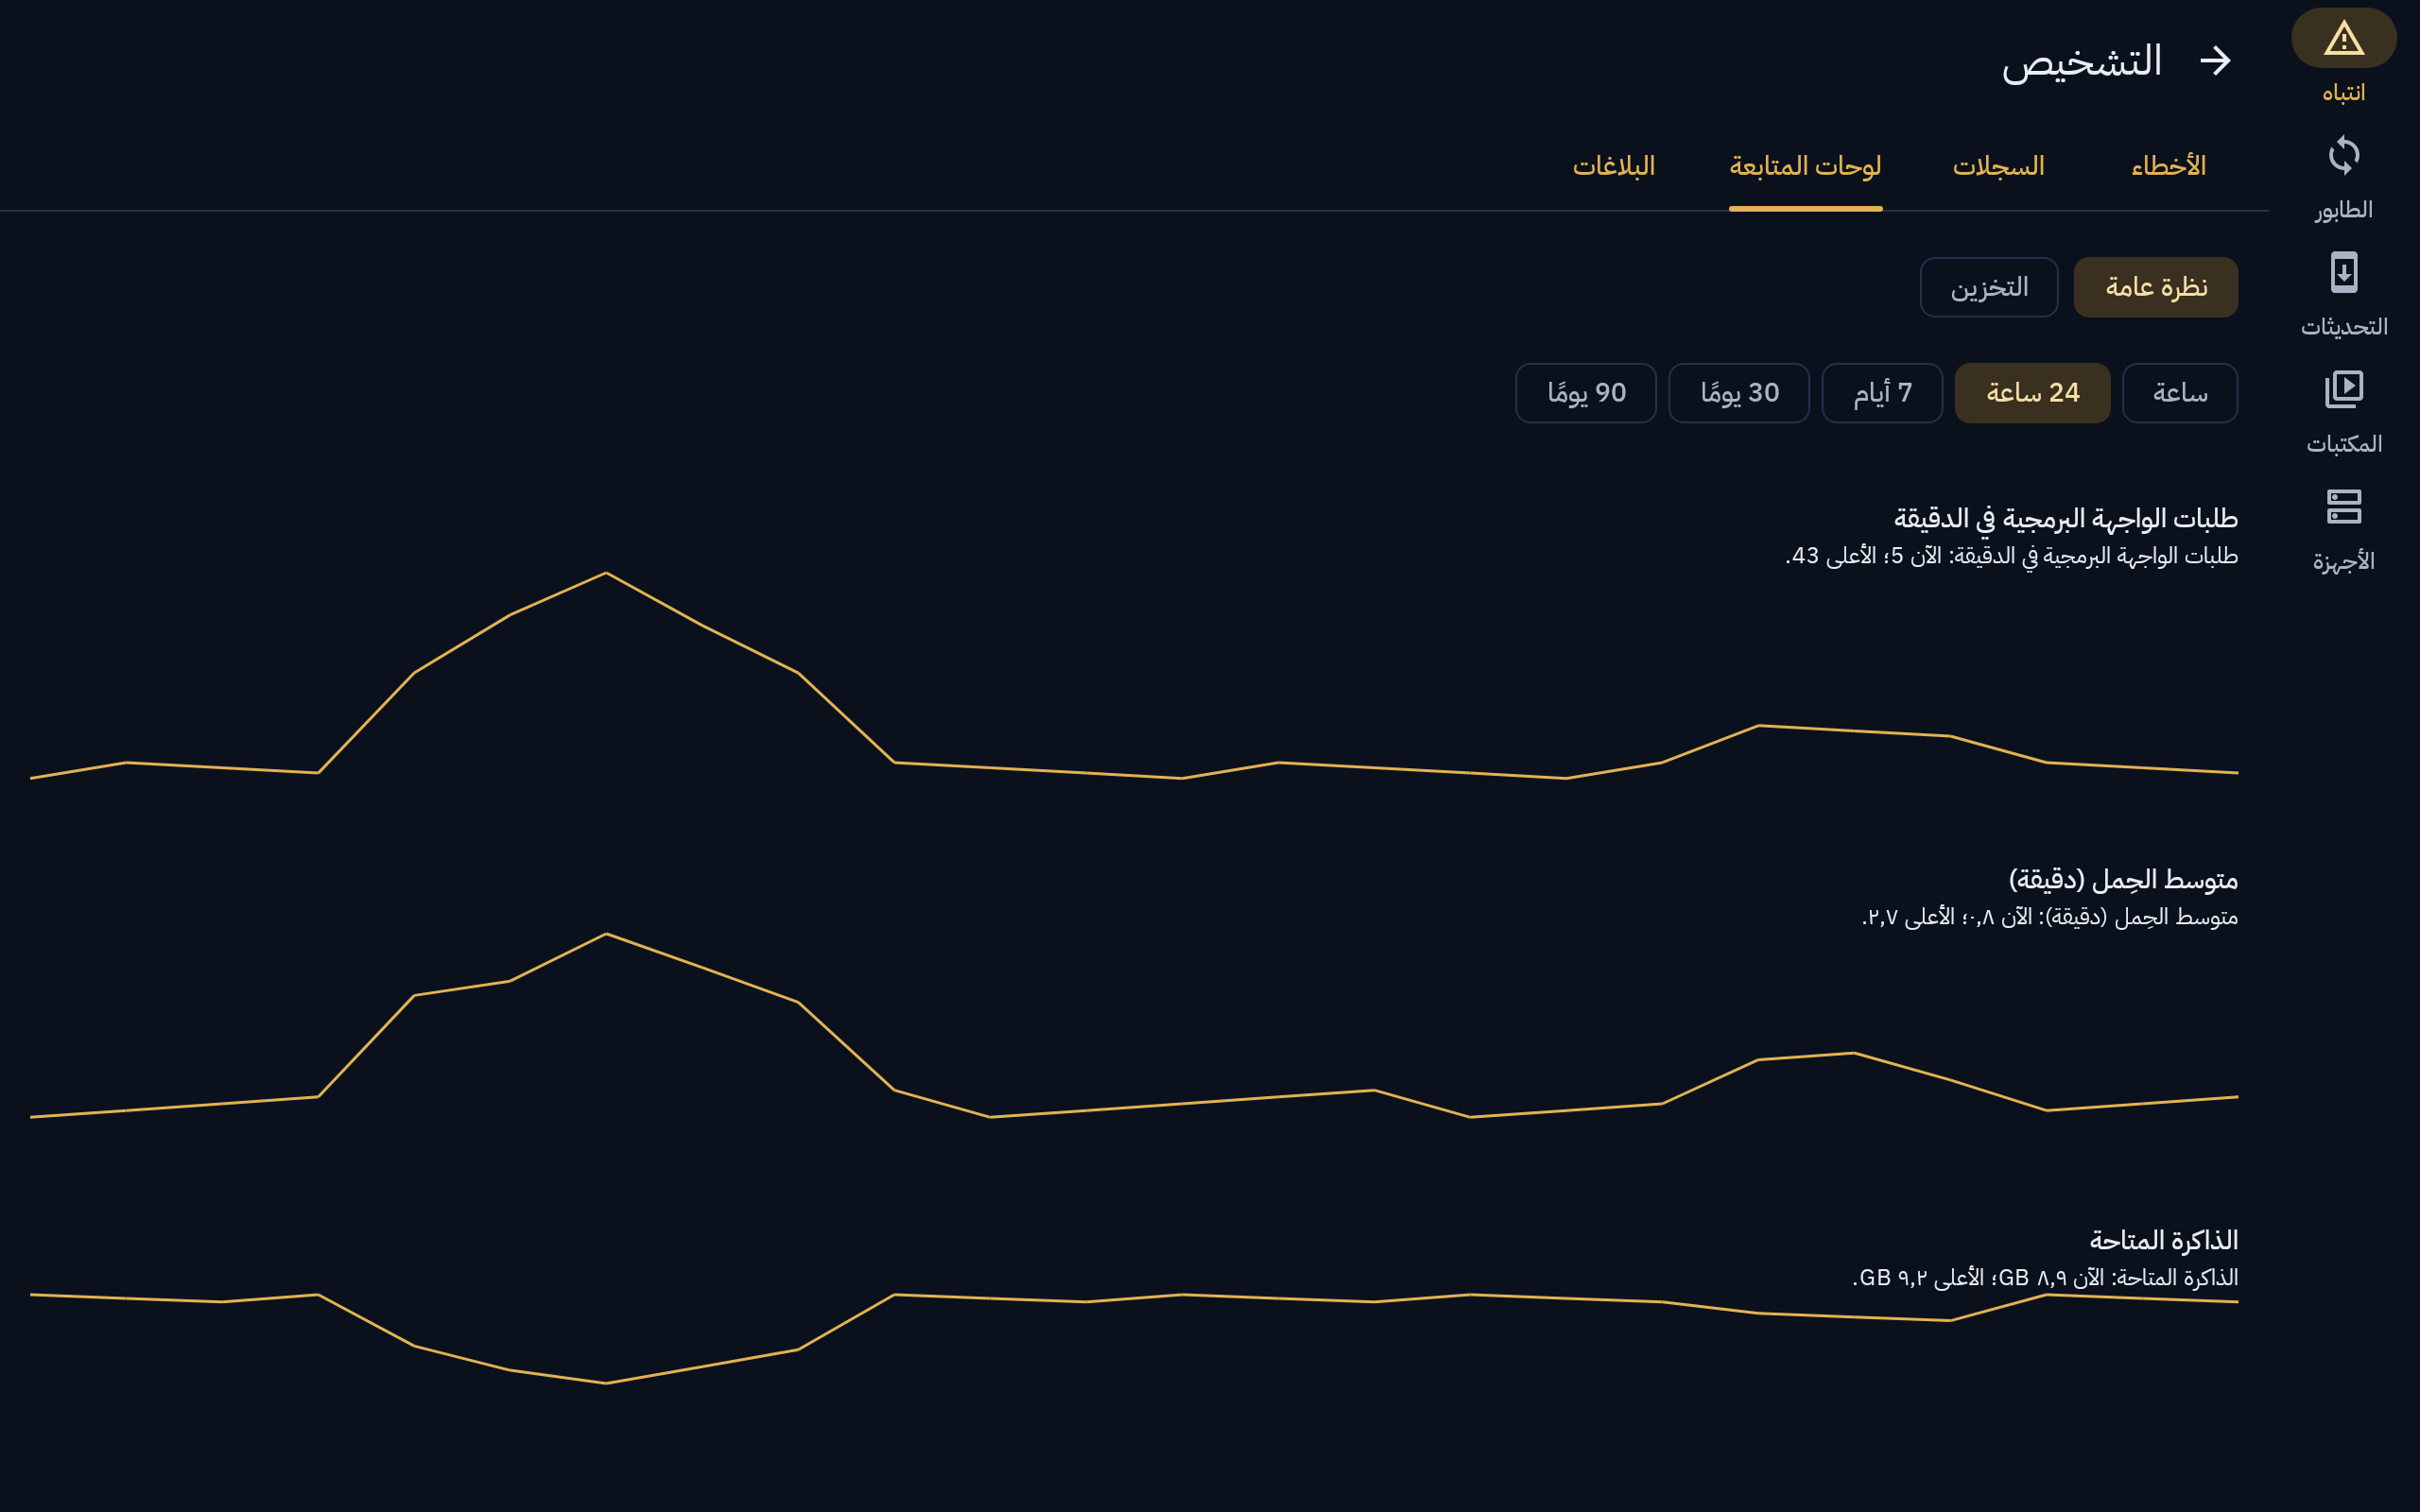 انتباه
الطابور
التحديثات
المكتبات
الأجهزة
التشخيص
الأخطاء
السجلات
لوحات المتابعة
البلاغات
نظرة عامة
التخزين
ساعة
24 ساعة
7 أيام
30 يومًا
90 يومًا
طلبات الواجهة البرمجية في الدقيقة
طلبات الواجهة البرمجية في الدقيقة: الآن 5؛ الأعلى 43.
متوسط الحِمل (دقيقة)
متوسط الحِمل (دقيقة): الآن ٠,٨؛ الأعلى ٢,٧.
الذاكرة المتاحة
الذاكرة المتاحة: الآن ٨,٩ GB؛ الأعلى ٩,٢ GB.